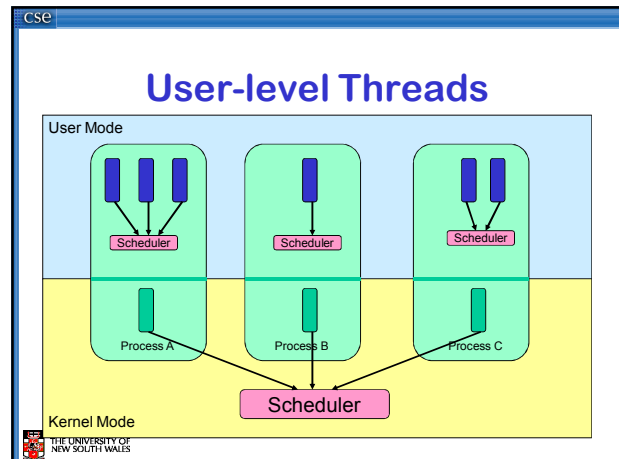 cse
User-level Threads
User Mode
Scheduler
Scheduler
Scheduler
Process A
Process B
Process C
Scheduler
Kernel Mode
THE UNIVERSITY OF
NEW SOUTH WALES